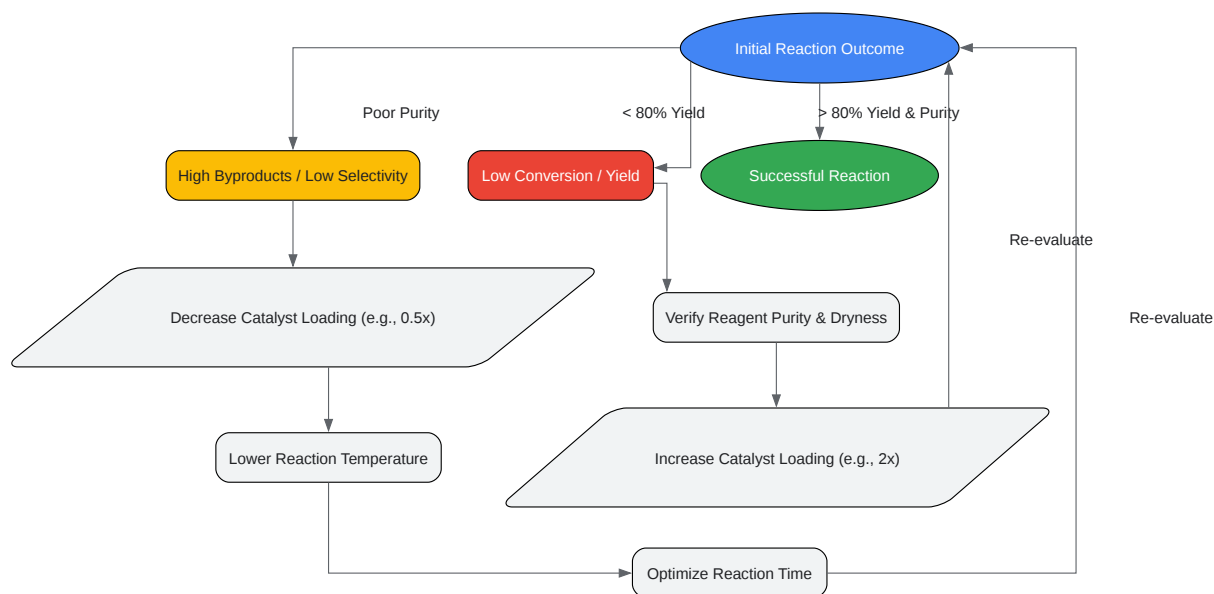 Initial Reaction Outcome
Poor Purity
< 80% Yield
> 80% Yield & Purity
High Byproducts / Low Selectivity
Low Conversion / Yield
Successful Reaction
Re-evaluate
Decrease Catalyst Loading (e.g., 0.5x)
Verify Reagent Purity & Dryness
Re-evaluate
Lower Reaction Temperature
Increase Catalyst Loading (e.g., 2x)
Optimize Reaction Time